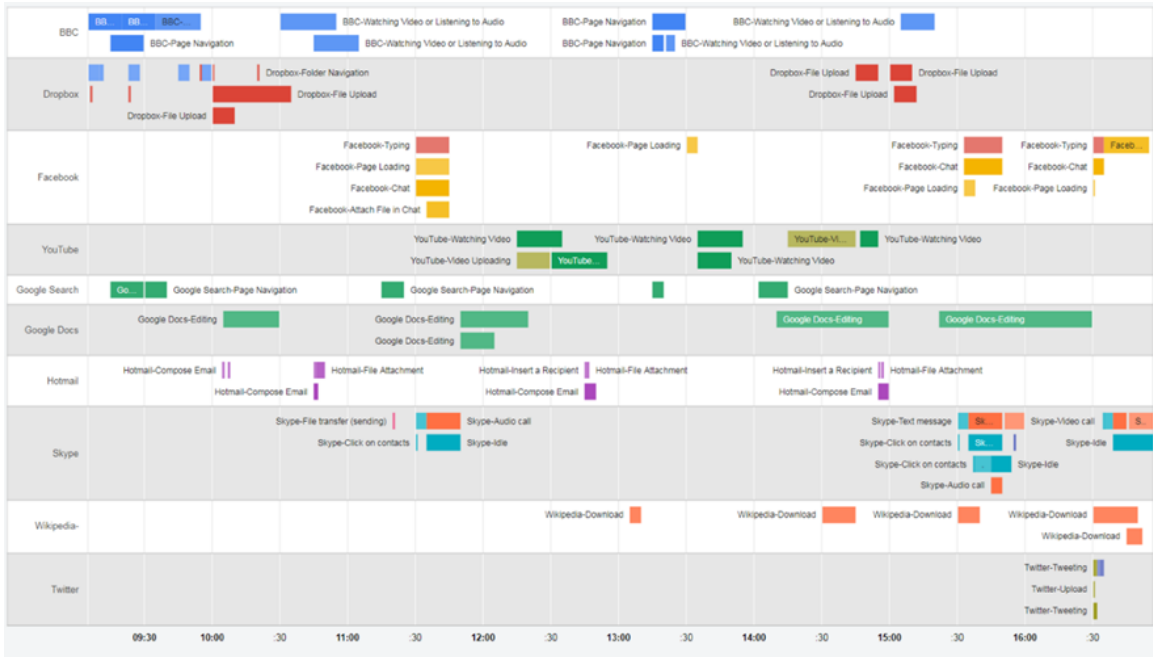 BBC
BB... BB... BBC-... BBC-Watching Video or Listening to Audio BBC-Page Navigation BBC-Watching Video or Listening to Audio
BBC-Page Navigation BBC-Watching Video or Listening to Audio BBC-Page Navigation BBC-Watching Video or Listening to Audio
Dropbox
Dropbox-Folder Navigation Dropbox-File Upload Dropbox-File Upload
Dropbox-File Upload Dropbox-File Upload
Dropbox-File Upload
Facebook
Facebook-Typing Facebook-Page Loading Facebook-Typing Facebook-Typing Faceb...
Facebook-Page Loading Facebook-Chat Facebook-Chat
Facebook-Chat Facebook-Page Loading Facebook-Page Loading
Facebook-Attach File in Chat
YouTube
YouTube-Watching Video YouTube-Watching Video YouTube-Vi... YouTube-Watching Video
YouTube-Video Uploading YouTube... YouTube-Watching Video
Google Search
Go... Google Search-Page Navigation Google Search-Page Navigation Google Search-Page Navigation
Google Docs
Google Docs-Editing Google Docs-Editing Google Docs-Editing Google Docs-Editing
Google Docs-Editing
Hotmail
Hotmail-Compose Email Hotmail-File Attachment Hotmail-Insert a Recipient Hotmail-File Attachment Hotmail-Insert a Recipient Hotmail-File Attachment
Hotmail-Compose Email Hotmail-Compose Email Hotmail-Compose Email
Skype
Skype-File transfer (sending) Skype-Audio call Skype-Text message Sk... Skype-Video call S...
Skype-Click on contacts Skype-Idle Skype-Click on contacts Sk... Skype-Idle
Skype-Click on contacts Skype-Idle
Skype-Audio call
Wikipedia-
Wikipedia-Download Wikipedia-Download Wikipedia-Download Wikipedia-Download
Wikipedia-Download
Twitter
Twitter-Tweeting
Twitter-Upload
Twitter-Tweeting
09:30 10:00 :30 11:00 :30 12:00 :30 13:00 :30 14:00 :30 15:00 :30 16:00 :30